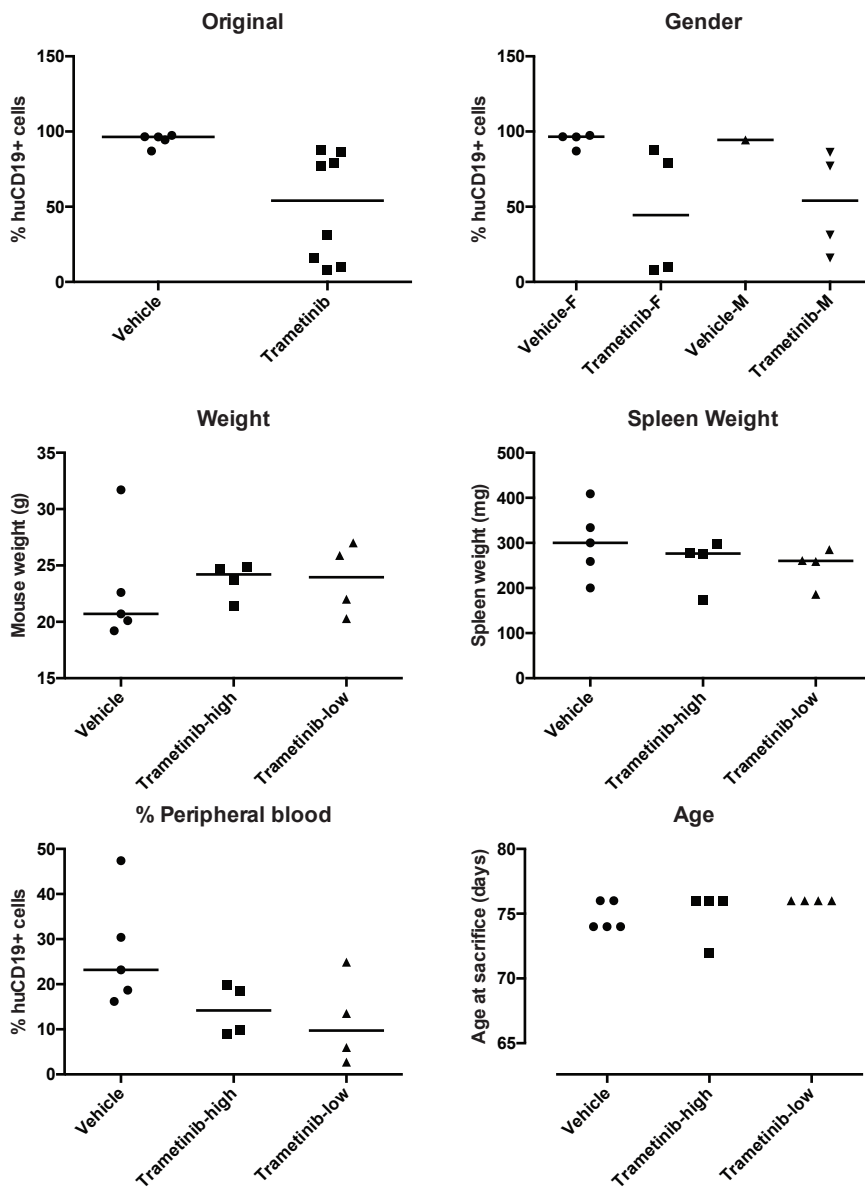 Original
150
100
50
0
% huCD19+ cells
Vehicle
Trametinib
Gender
150
100
50
0
% huCD19+ cells
Vehicle-F
Trametinib-F
Vehicle-M
Trametinib-M
Weight
35
30
25
20
15
Mouse weight (g)
Vehicle
Trametinib-high
Trametinib-low
Spleen Weight
500
400
300
200
100
0
Spleen weight (mg)
Vehicle
Trametinib-high
Trametinib-low
% Peripheral blood
50
40
30
20
10
0
% huCD19+ cells
Vehicle
Trametinib-high
Trametinib-low
Age
80
75
70
65
Age at sacrifice (days)
Vehicle
Trametinib-high
Trametinib-low